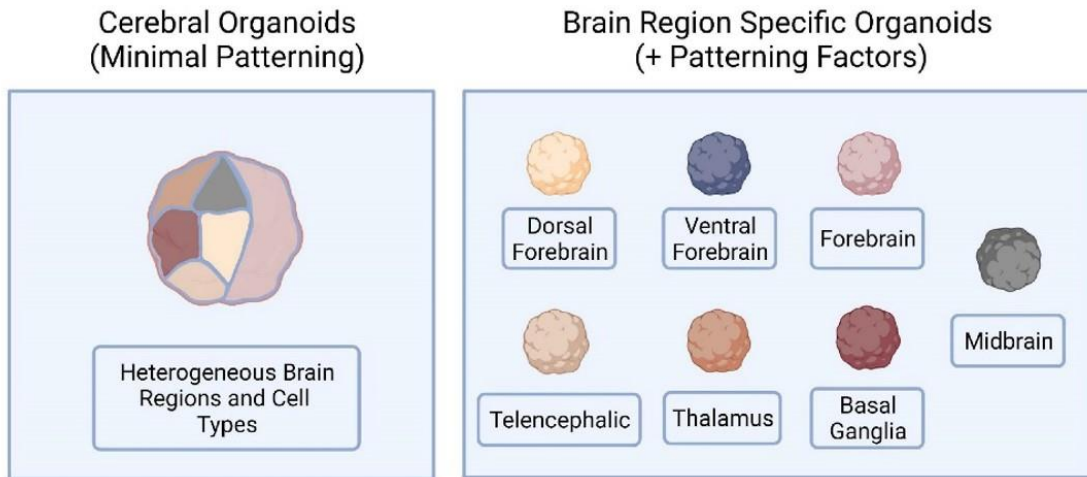 Cerebral Organoids
(Minimal Patterning)
Brain Region Specific Organoids
(+ Patterning Factors)
Heterogeneous Brain
Regions and Cell
Types
Dorsal
Forebrain
Ventral
Forebrain
Forebrain
Midbrain
Telencephalic
Thalamus
Basal
Ganglia